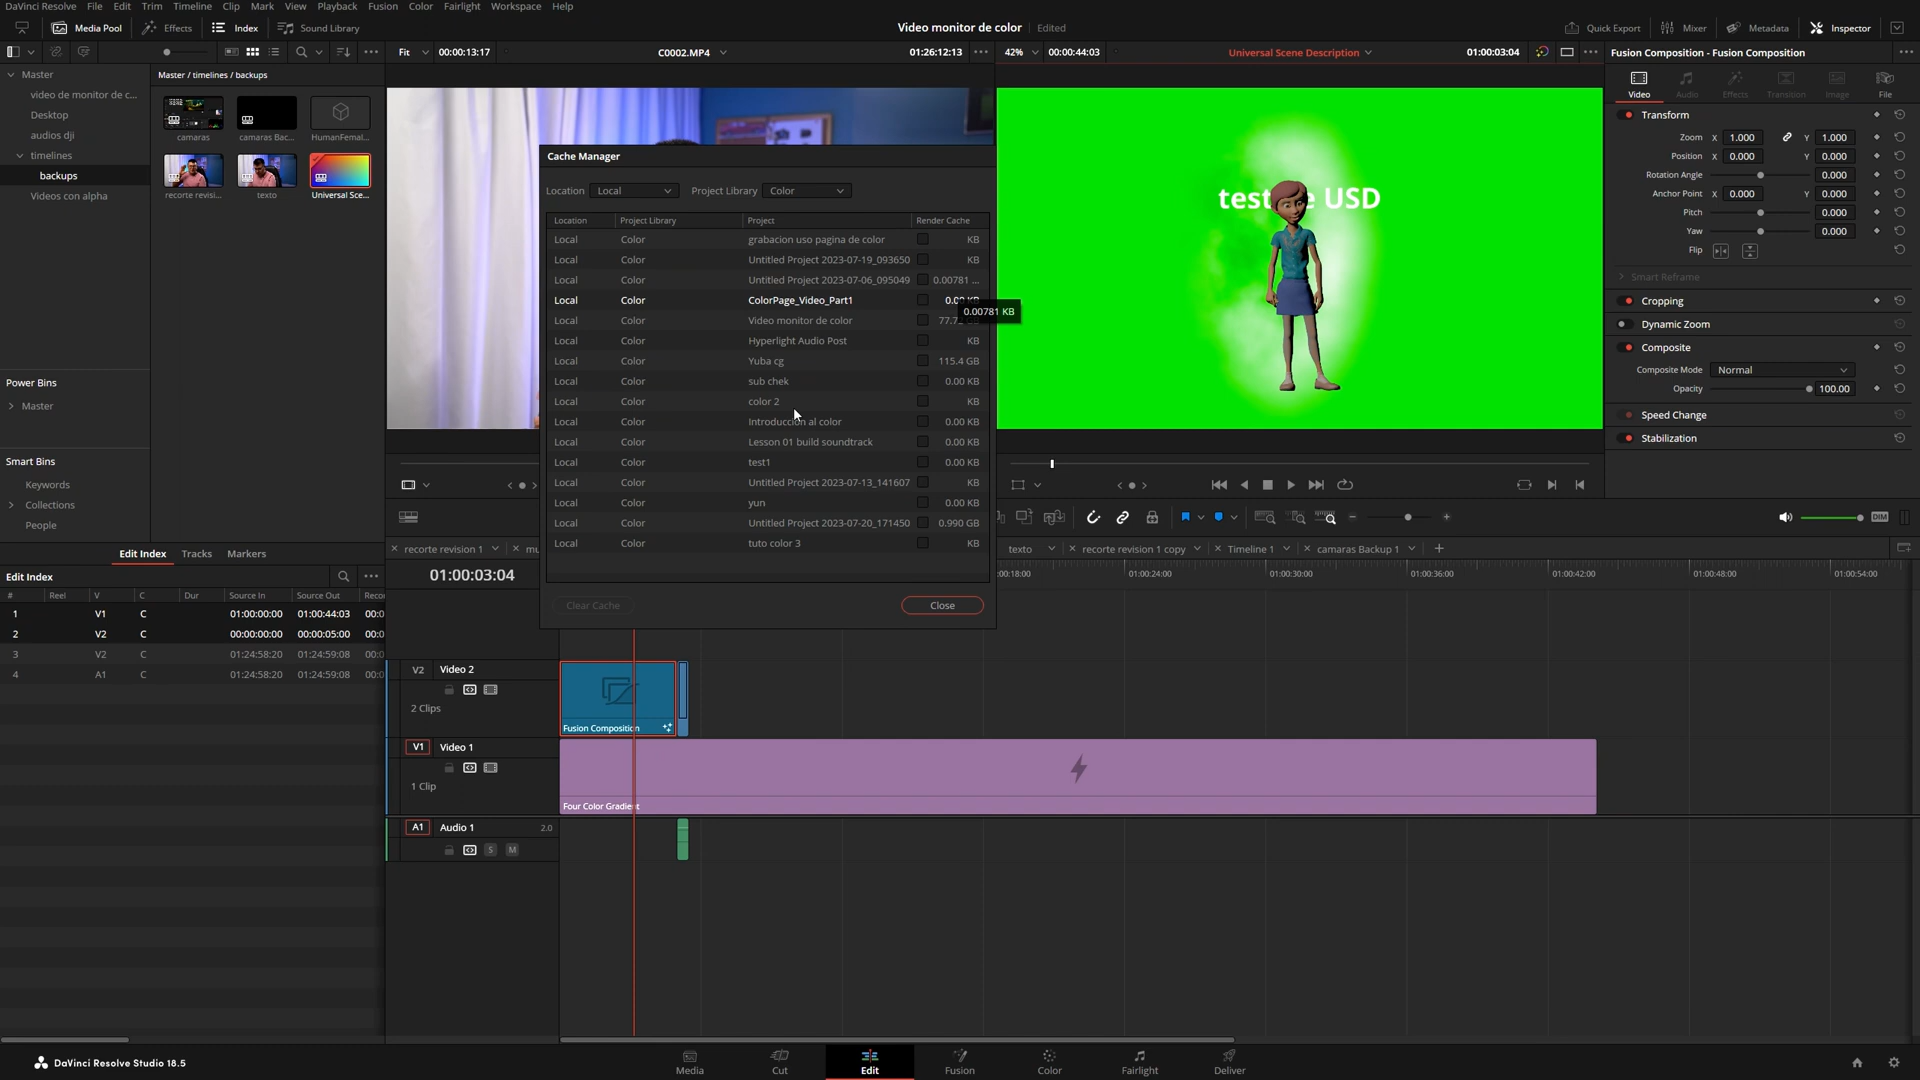 DaVinci Resolve File Edit Trim Timeline Clip Mark View Playback Fusion Color Fairlight Workspace Help
Media Pool Effects Index Sound Library
Video monitor de color Edited
Quick Export Mixer Metadata Inspector
Fit 00:00:13:17 C0002.MP4 01:26:12:13
42% 00:00:44:03 Universal Scene Description 01:00:03:04
Fusion Composition - Fusion Composition
Master
video de monitor de c...
Desktop
audios dji
timelines
backups
Videos con alpha
Master / timelines / backups
camaras camaras Bac... HumanFemal...
recorte revisi... texto Universal Sce...
Power Bins
Master
Smart Bins
Keywords
Collections
People
Cache Manager
Location Local Project Library Color
Location Project Library Project Render Cache
Local Color grabacion uso pagina de color KB
Local Color Untitled Project 2023-07-19_093650 KB
Local Color Untitled Project 2023-07-06_095049 0.00781 ...
Local Color ColorPage_Video_Part1 0.00 KB
0.00781 KB
Local Color Video monitor de color
Local Color Hyperlight Audio Post KB
Local Color Yuba cg 115.4 GB
Local Color sub chek 0.00 KB
Local Color color 2 KB
Local Color Introduccion al color 0.00 KB
Local Color Lesson 01 build soundtrack 0.00 KB
Local Color test1 0.00 KB
Local Color Untitled Project 2023-07-13_141607 KB
Local Color yun 0.00 KB
Local Color Untitled Project 2023-07-20_171450 0.990 GB
Local Color tuto color 3 KB
Clear Cache Close
test USD
Video Audio Effects Transition Image File
Transform
Zoom X 1.000 Y 1.000
Position X 0.000 Y 0.000
Rotation Angle 0.000
Anchor Point X 0.000 Y 0.000
Pitch 0.000
Yaw 0.000
Flip
Smart Reframe
Cropping
Dynamic Zoom
Composite
Composite Mode Normal
Opacity 100.00
Speed Change
Stabilization
DIM
Edit Index Tracks Markers
Edit Index
# Reel V C Dur Source In Source Out Reco
1 V1 C 01:00:00:00 01:00:44:03 00:0
2 V2 C 00:00:00:00 00:00:05:00 00:0
3 V2 C 01:24:58:20 01:24:59:08 00:0
4 A1 C 01:24:58:20 01:24:59:08 00:0
recorte revision 1 mu texto recorte revision 1 copy Timeline 1 camaras Backup 1
01:00:03:04
:00:18:00 01:00:24:00 01:00:30:00 01:00:36:00 01:00:42:00 01:00:48:00 01:00:54:00
V2 Video 2
2 Clips
Fusion Composition
V1 Video 1
1 Clip
Four Color Gradient
A1 Audio 1 2.0
S M
DaVinci Resolve Studio 18.5
Media Cut Edit Fusion Color Fairlight Deliver